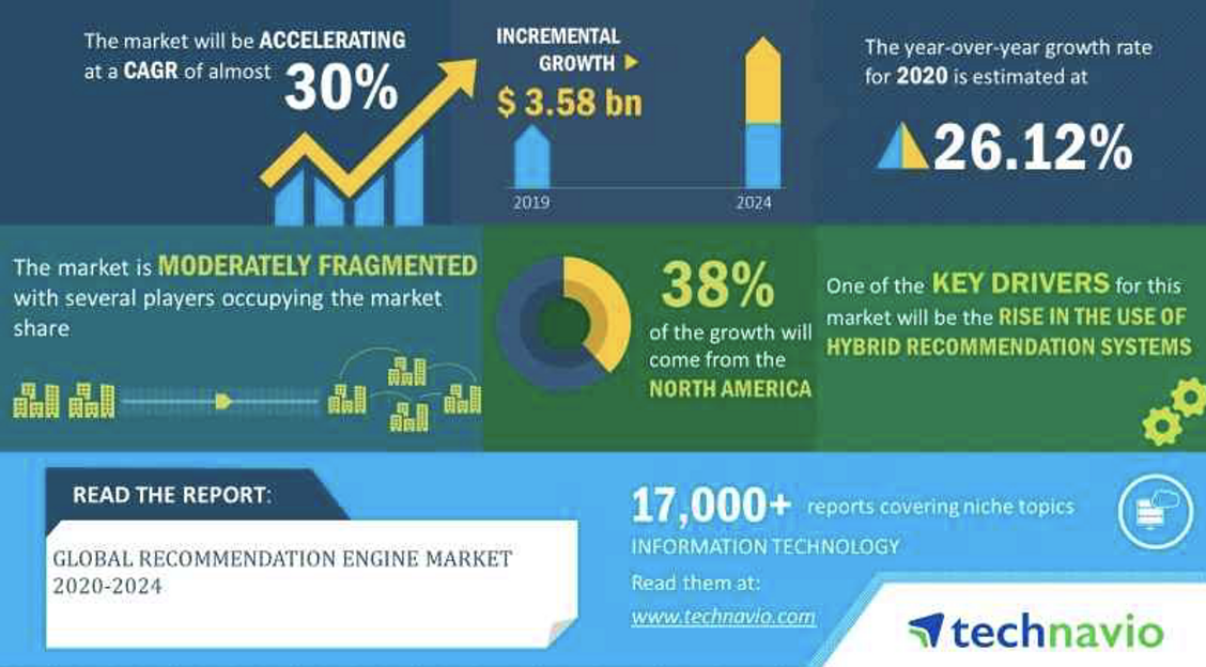 The market will be ACCELERATING
at a CAGR of almost 30%
INCREMENTAL
GROWTH
$ 3.58 bn
2019
2024
The year-over-year growth rate
for 2020 is estimated at
26.12%
The market is MODERATELY FRAGMENTED
with several players occupying the market
share
38%
of the growth will
come from the
NORTH AMERICA
One of the KEY DRIVERS for this
market will be the RISE IN THE USE OF
HYBRID RECOMMENDATION SYSTEMS
READ THE REPORT:
GLOBAL RECOMMENDATION ENGINE MARKET
2020-2024
17,000+ reports covering niche topics
INFORMATION TECHNOLOGY
Read them at:
www.technavio.com
technavio